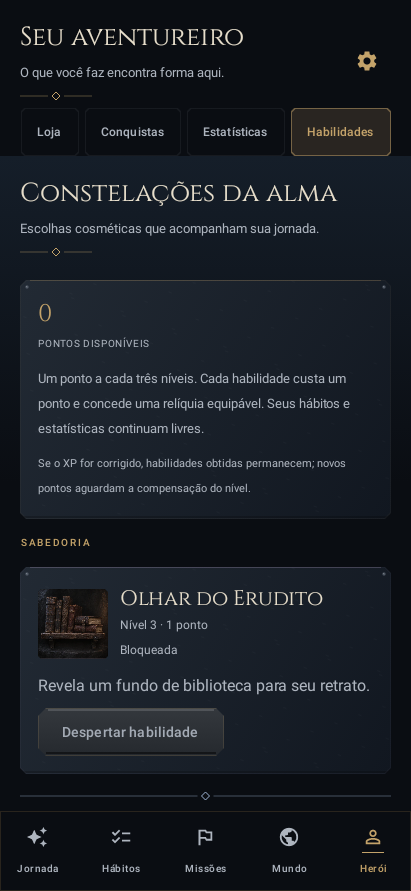 Seu aventureiro
O que você faz encontra forma aqui.
Loja
Conquistas
Estatísticas
Habilidades
Constelações da alma
Escolhas cosméticas que acompanham sua jornada.
0
PONTOS DISPONÍVEIS
Um ponto a cada três níveis. Cada habilidade custa um
ponto e concede uma relíquia equipável. Seus hábitos e
estatísticas continuam livres.
Se o XP for corrigido, habilidades obtidas permanecem; novos
pontos aguardam a compensação do nível.
SABEDORIA
Olhar do Erudito
Nível 3 · 1 ponto
Bloqueada
Revela um fundo de biblioteca para seu retrato.
Despertar habilidade
Jornada
Hábitos
Missões
Mundo
Herói